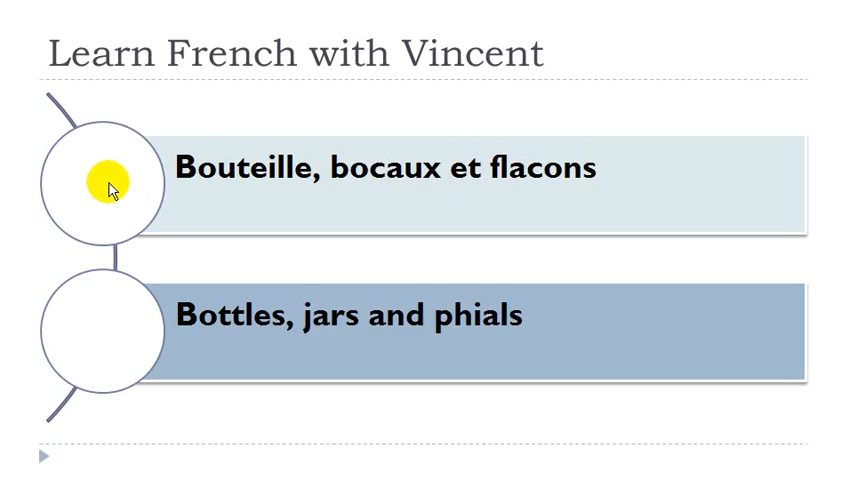 Learn French with Vincent
Bouteille, bocaux et flacons
Bottles, jars and phials